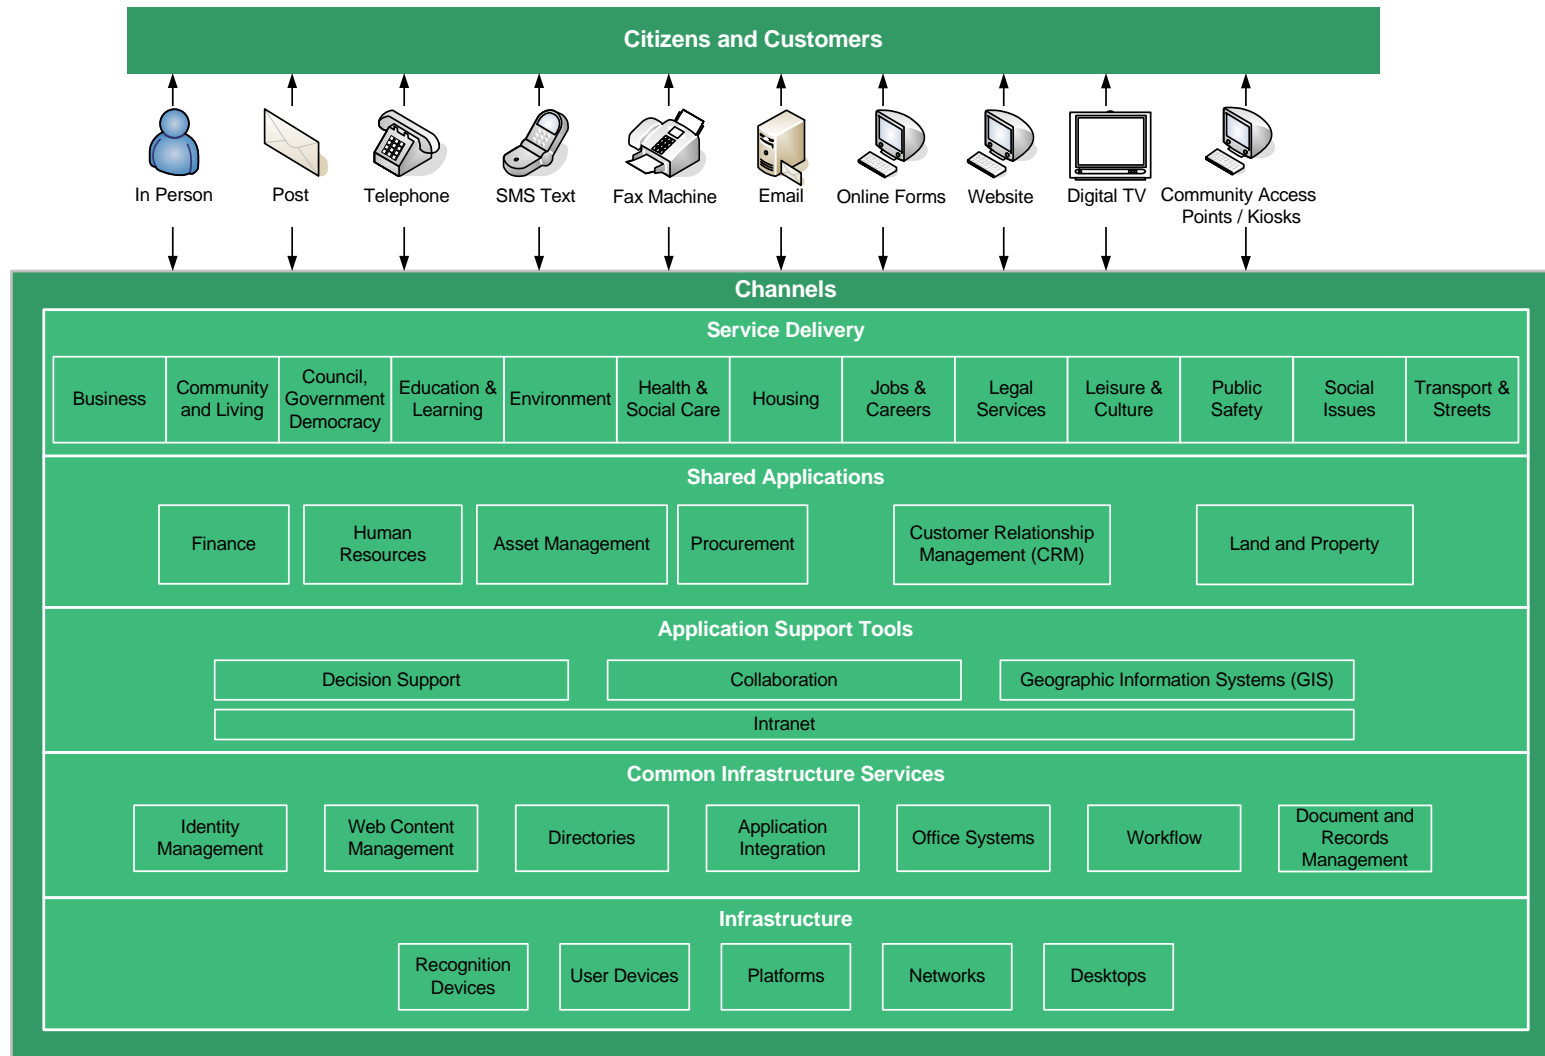 Citizens and Customers
In Person
Post
Telephone
SMS Text
Fax Machine
Email
Online Forms
Website
Digital TV
Community Access
Points / Kiosks
Channels
Service Delivery
Business
Community
and Living
Council,
Government
Democracy
Education &
Learning
Environment
Health &
Social Care
Housing
Jobs &
Careers
Legal
Services
Leisure &
Culture
Public
Safety
Social
Issues
Transport &
Streets
Shared Applications
Finance
Human
Resources
Asset Management
Procurement
Customer Relationship
Management (CRM)
Land and Property
Application Support Tools
Decision Support
Collaboration
Geographic Information Systems (GIS)
Intranet
Common Infrastructure Services
Identity
Management
Web Content
Management
Directories
Application
Integration
Office Systems
Workflow
Document and
Records
Management
Infrastructure
Recognition
Devices
User Devices
Platforms
Networks
Desktops